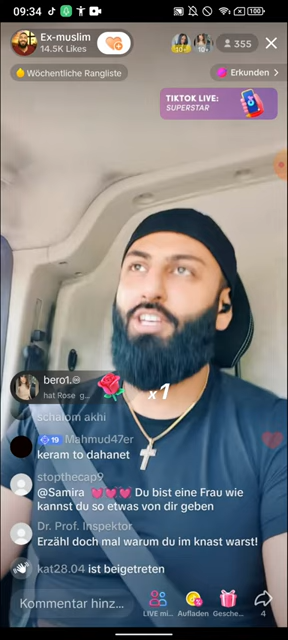 09:34
100
Ex-muslim
14.5K Likes
10+
10+
355
Wöchentliche Rangliste
Erkunden >
TIKTOK LIVE:
SUPERSTAR
bero1.♾
hat Rose g...
x1
schalom akhi
19 Mahmud47er
keram to dahanet
stopthecap9
@Samira 💓💓💓 Du bist eine Frau wie
kannst du so etwas von dir geben
Dr. Prof. Inspektor
Erzähl doch mal warum du im knast warst!
kat28.04 ist beigetreten
Kommentar hinz...
LIVE mi...
Aufladen
Gesche...
4